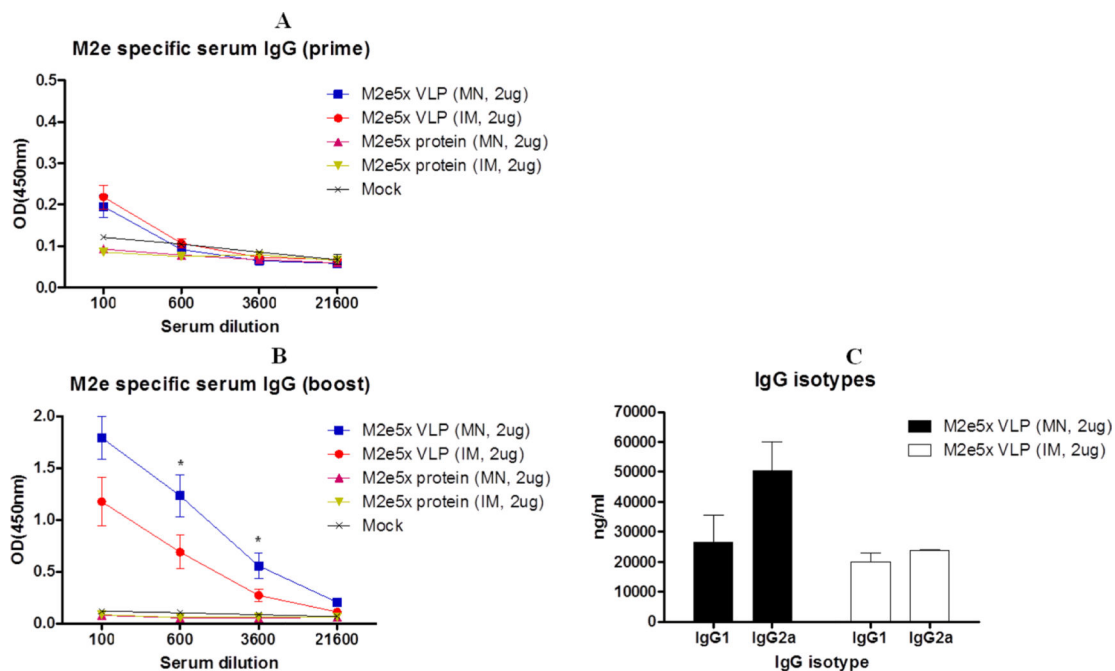 A
M2e specific serum IgG (prime)
0.5
0.4
0.3
0.2
0.1
0.0
OD(450nm)
M2e5x VLP (MN, 2ug)
M2e5x VLP (IM, 2ug)
M2e5x protein (MN, 2ug)
M2e5x protein (IM, 2ug)
Mock
100 600 3600 21600
Serum dilution
B
M2e specific serum IgG (boost)
2.0
1.5
1.0
0.5
0.0
OD(450nm)
M2e5x VLP (MN, 2ug)
M2e5x VLP (IM, 2ug)
M2e5x protein (MN, 2ug)
M2e5x protein (IM, 2ug)
Mock
*
*
100 600 3600 21600
Serum dilution
C
IgG isotypes
70000
60000
50000
40000
30000
20000
10000
0
ng/ml
M2e5x VLP (MN, 2ug)
M2e5x VLP (IM, 2ug)
IgG1 IgG2a IgG1 IgG2a
IgG isotype